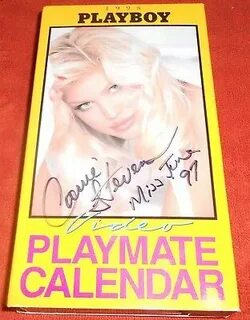 1998
PLAYBOY
Carrie
Stevens
Miss June
97
Video
PLAYMATE
CALENDAR